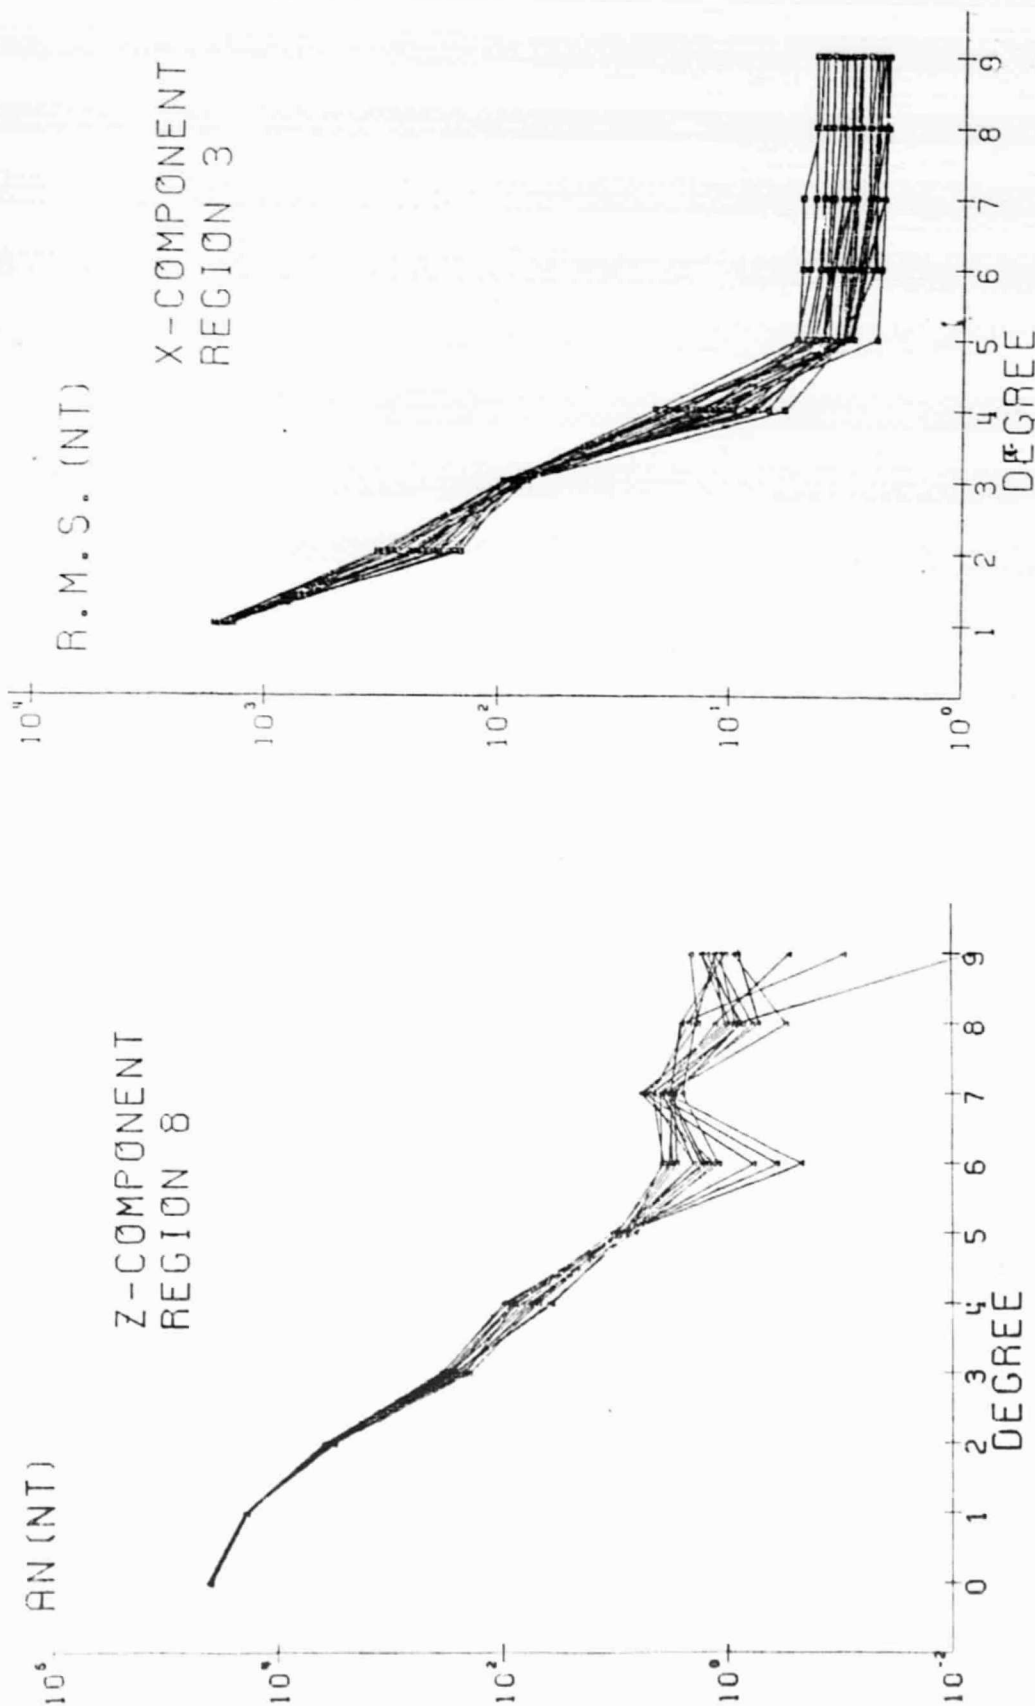 AN (NT)
Z-COMPONENT
REGION 8
10²
10⁰
10⁻²
0 1 2 3 4 5 6 7 8 9
DEGREE
R.M.S. (NT)
X-COMPONENT
REGION 3
10⁴
10³
10²
10¹
10⁰
1 2 3 4 5 6 7 8 9
DEGREE